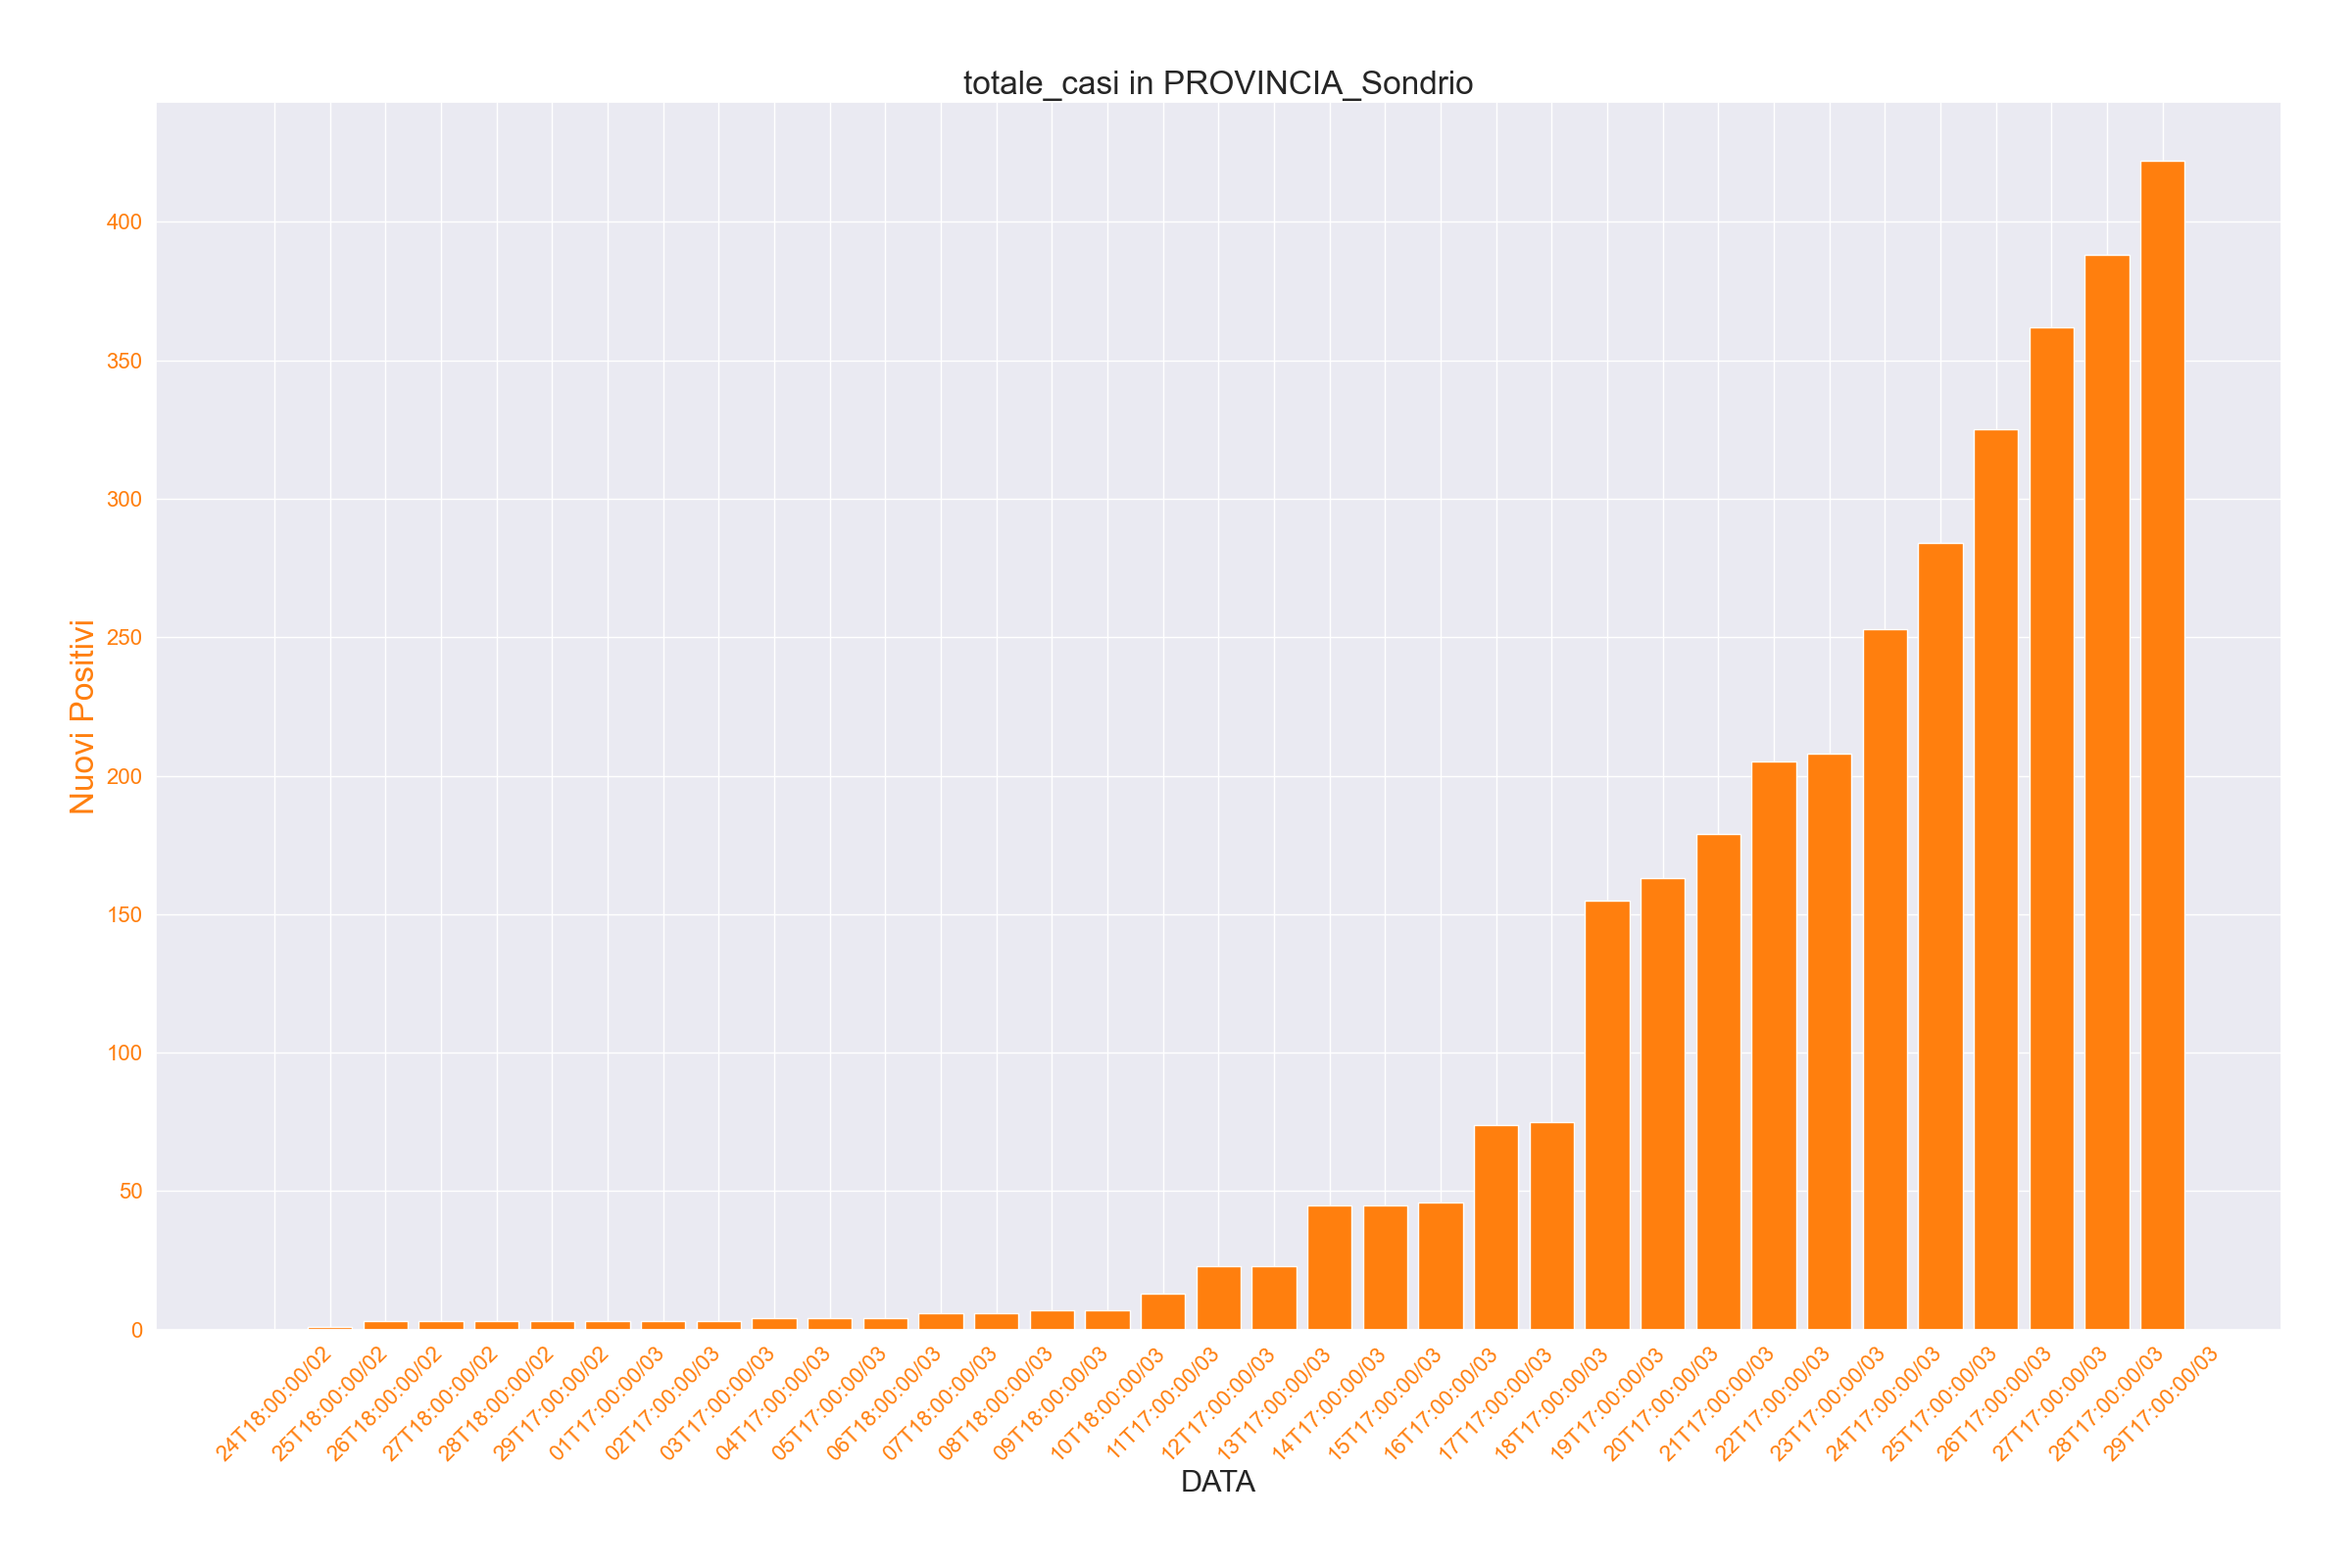 totale_casi in PROVINCIA_Sondrio
Nuovi Positivi
400
350
300
250
200
150
100
50
0
24T18:00:00/02
25T18:00:00/02
26T18:00:00/02
27T18:00:00/02
28T18:00:00/02
29T17:00:00/02
01T17:00:00/03
02T17:00:00/03
03T17:00:00/03
04T17:00:00/03
05T17:00:00/03
06T18:00:00/03
07T18:00:00/03
08T18:00:00/03
09T18:00:00/03
10T18:00:00/03
11T17:00:00/03
12T17:00:00/03
13T17:00:00/03
14T17:00:00/03
15T17:00:00/03
16T17:00:00/03
17T17:00:00/03
18T17:00:00/03
19T17:00:00/03
20T17:00:00/03
21T17:00:00/03
22T17:00:00/03
23T17:00:00/03
24T17:00:00/03
25T17:00:00/03
26T17:00:00/03
27T17:00:00/03
28T17:00:00/03
29T17:00:00/03
DATA